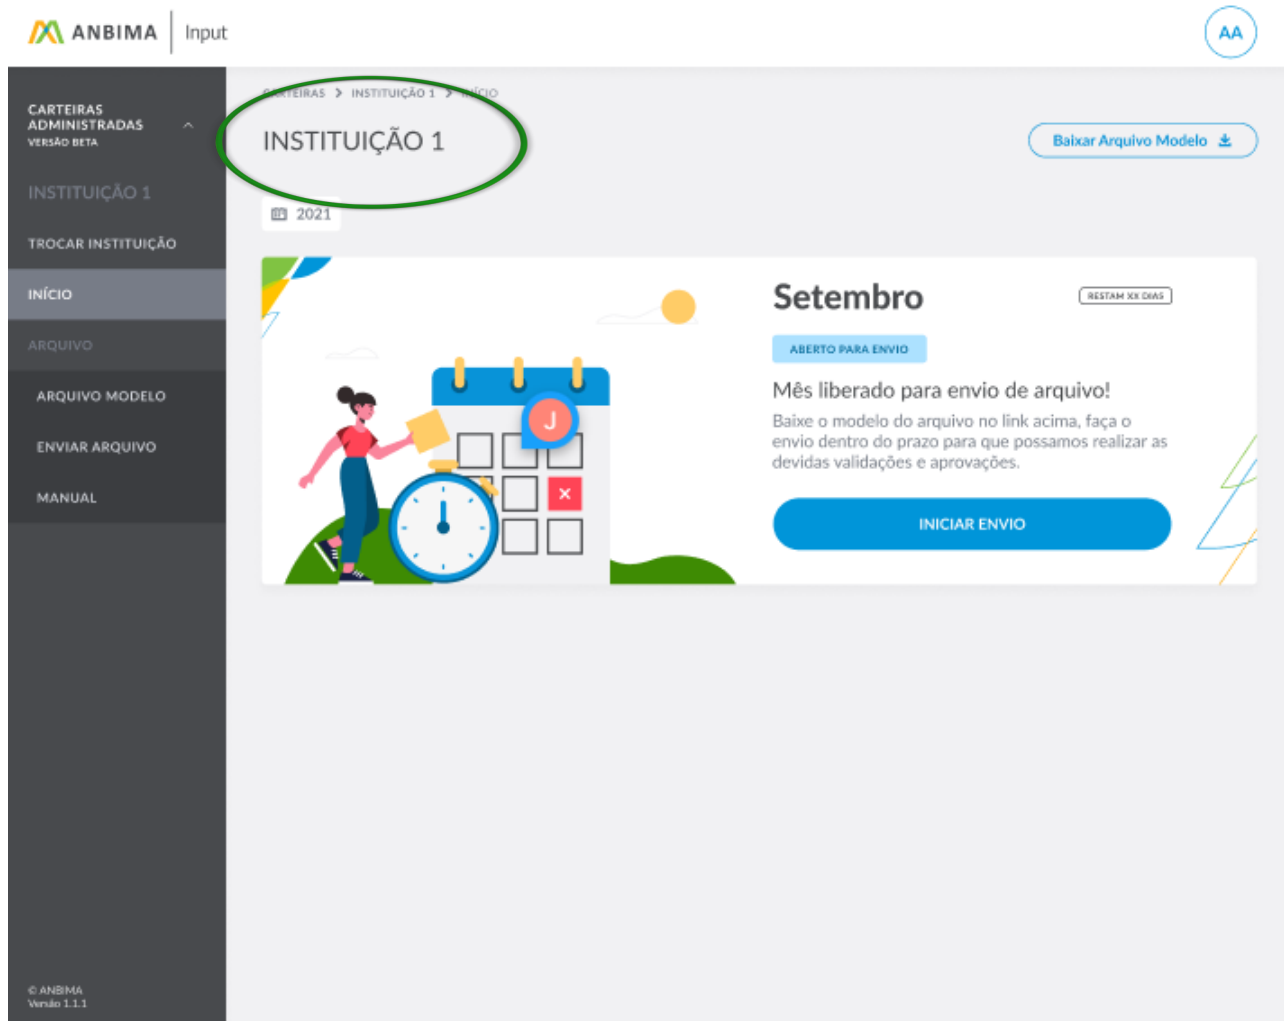 ANBIMA
Input
AA
CARTEIRAS
ADMINISTRADAS
VERSÃO BETA
INSTITUIÇÃO 1
TROCAR INSTITUIÇÃO
INÍCIO
ARQUIVO
ARQUIVO MODELO
ENVIAR ARQUIVO
MANUAL
© ANBIMA
Versão 1.1.1
CARTEIRAS > INSTITUIÇÃO 1 > INÍCIO
INSTITUIÇÃO 1
Baixar Arquivo Modelo
2021
J
Setembro
RESTAM XX DIAS
ABERTO PARA ENVIO
Mês liberado para envio de arquivo!
Baixe o modelo do arquivo no link acima, faça o
envio dentro do prazo para que possamos realizar as
devidas validações e aprovações.
INICIAR ENVIO